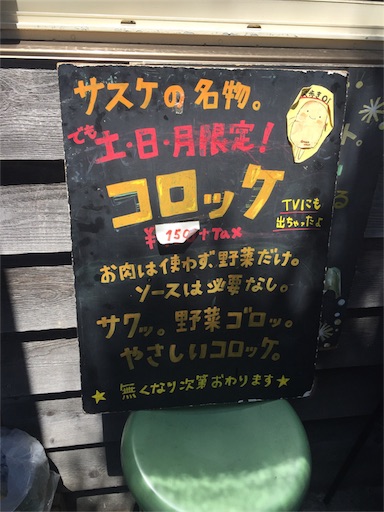 サスケの名物。
でも土・日・月限定!
コロッケ
TVにも
出ちゃったよ
¥150+Tax
お肉は使わず、野菜だけ。
ソースは必要なし。
サクッ。野菜ゴロッ。
やさしいコロッケ。
★無くなり次第おわります★